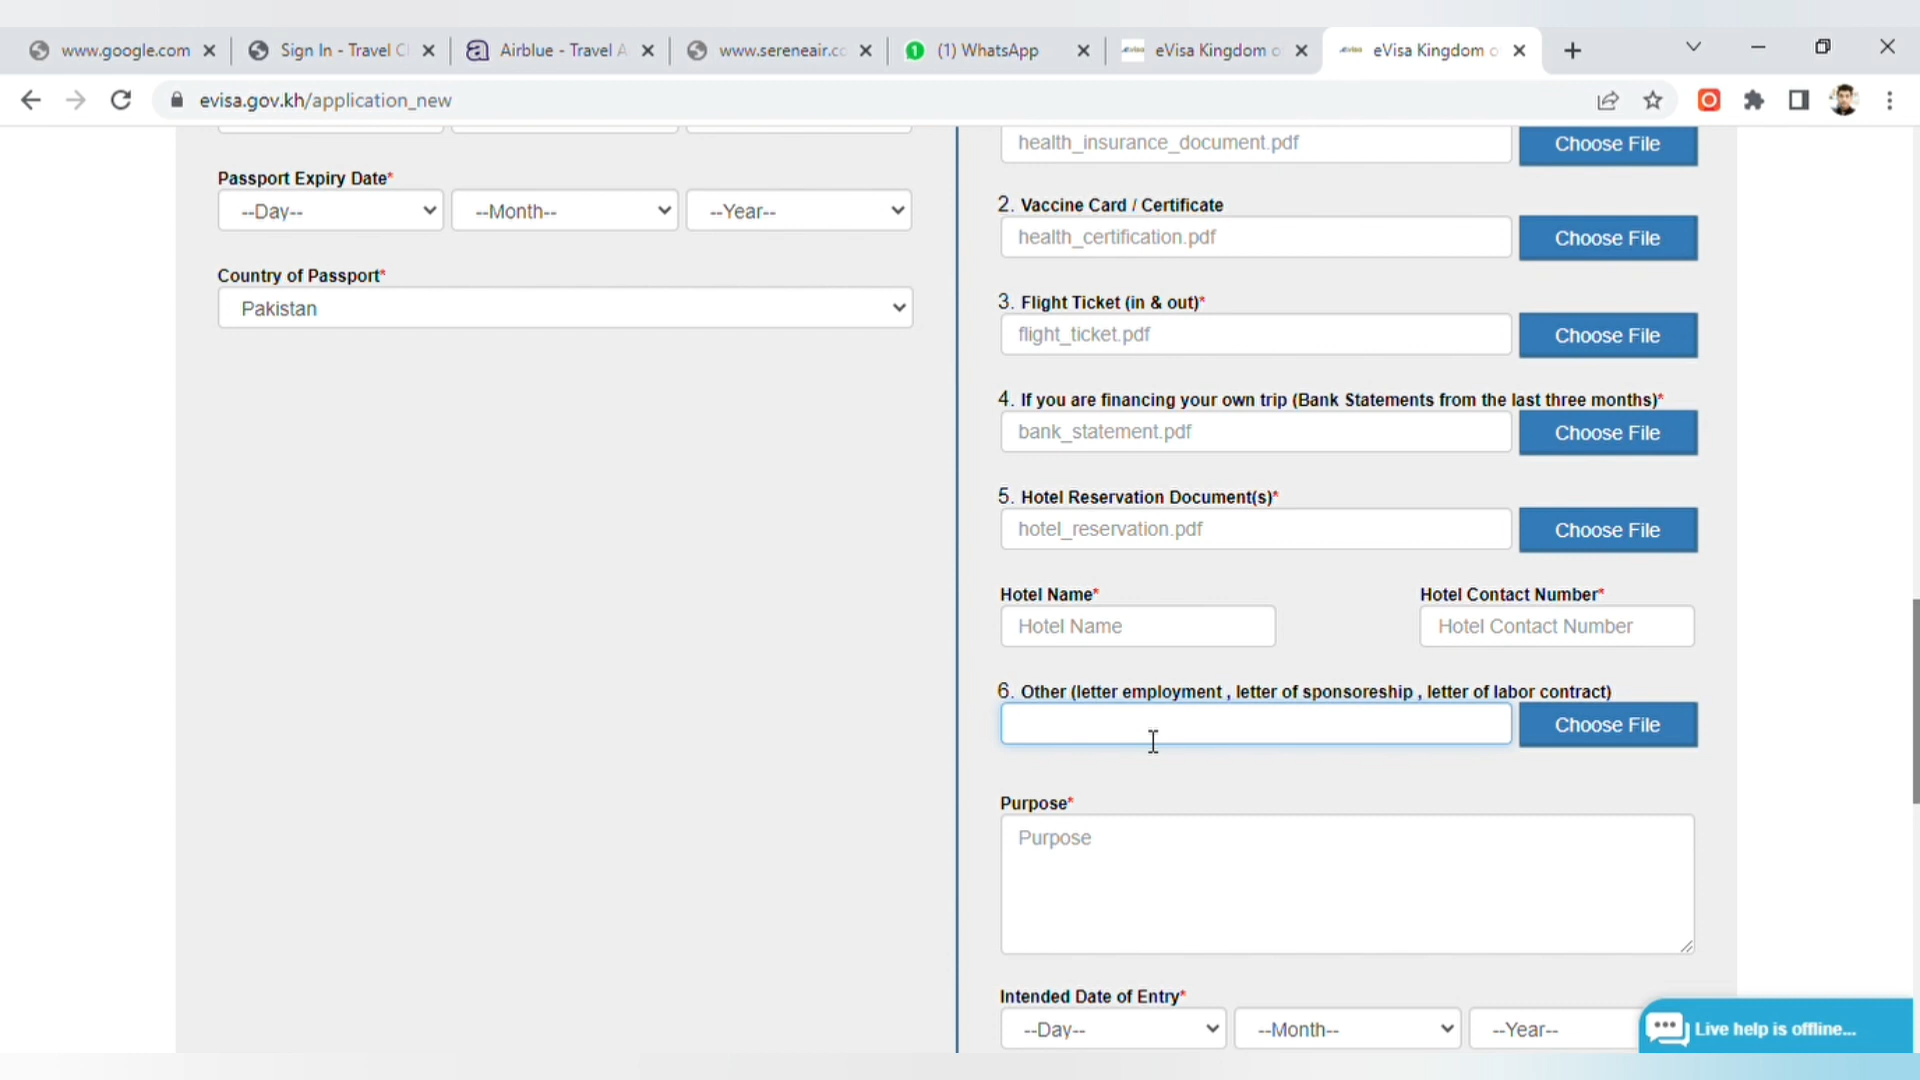 www.google.com
Sign In - Travel C
Airblue - Travel A
www.sereneair.co
(1) WhatsApp
eVisa Kingdom o
eVisa Kingdom o
evisa.gov.kh/application_new
Passport Expiry Date*
--Day-- --Month-- --Year--
Country of Passport*
Pakistan
health_insurance_document.pdf Choose File
2. Vaccine Card / Certificate
health_certification.pdf Choose File
3. Flight Ticket (in & out)*
flight_ticket.pdf Choose File
4. If you are financing your own trip (Bank Statements from the last three months)*
bank_statement.pdf Choose File
5. Hotel Reservation Document(s)*
hotel_reservation.pdf Choose File
Hotel Name* Hotel Contact Number*
Hotel Name Hotel Contact Number
6. Other (letter employment , letter of sponsoreship , letter of labor contract)
Choose File
Purpose*
Purpose
Intended Date of Entry*
--Day-- --Month-- --Year--
Live help is offline...